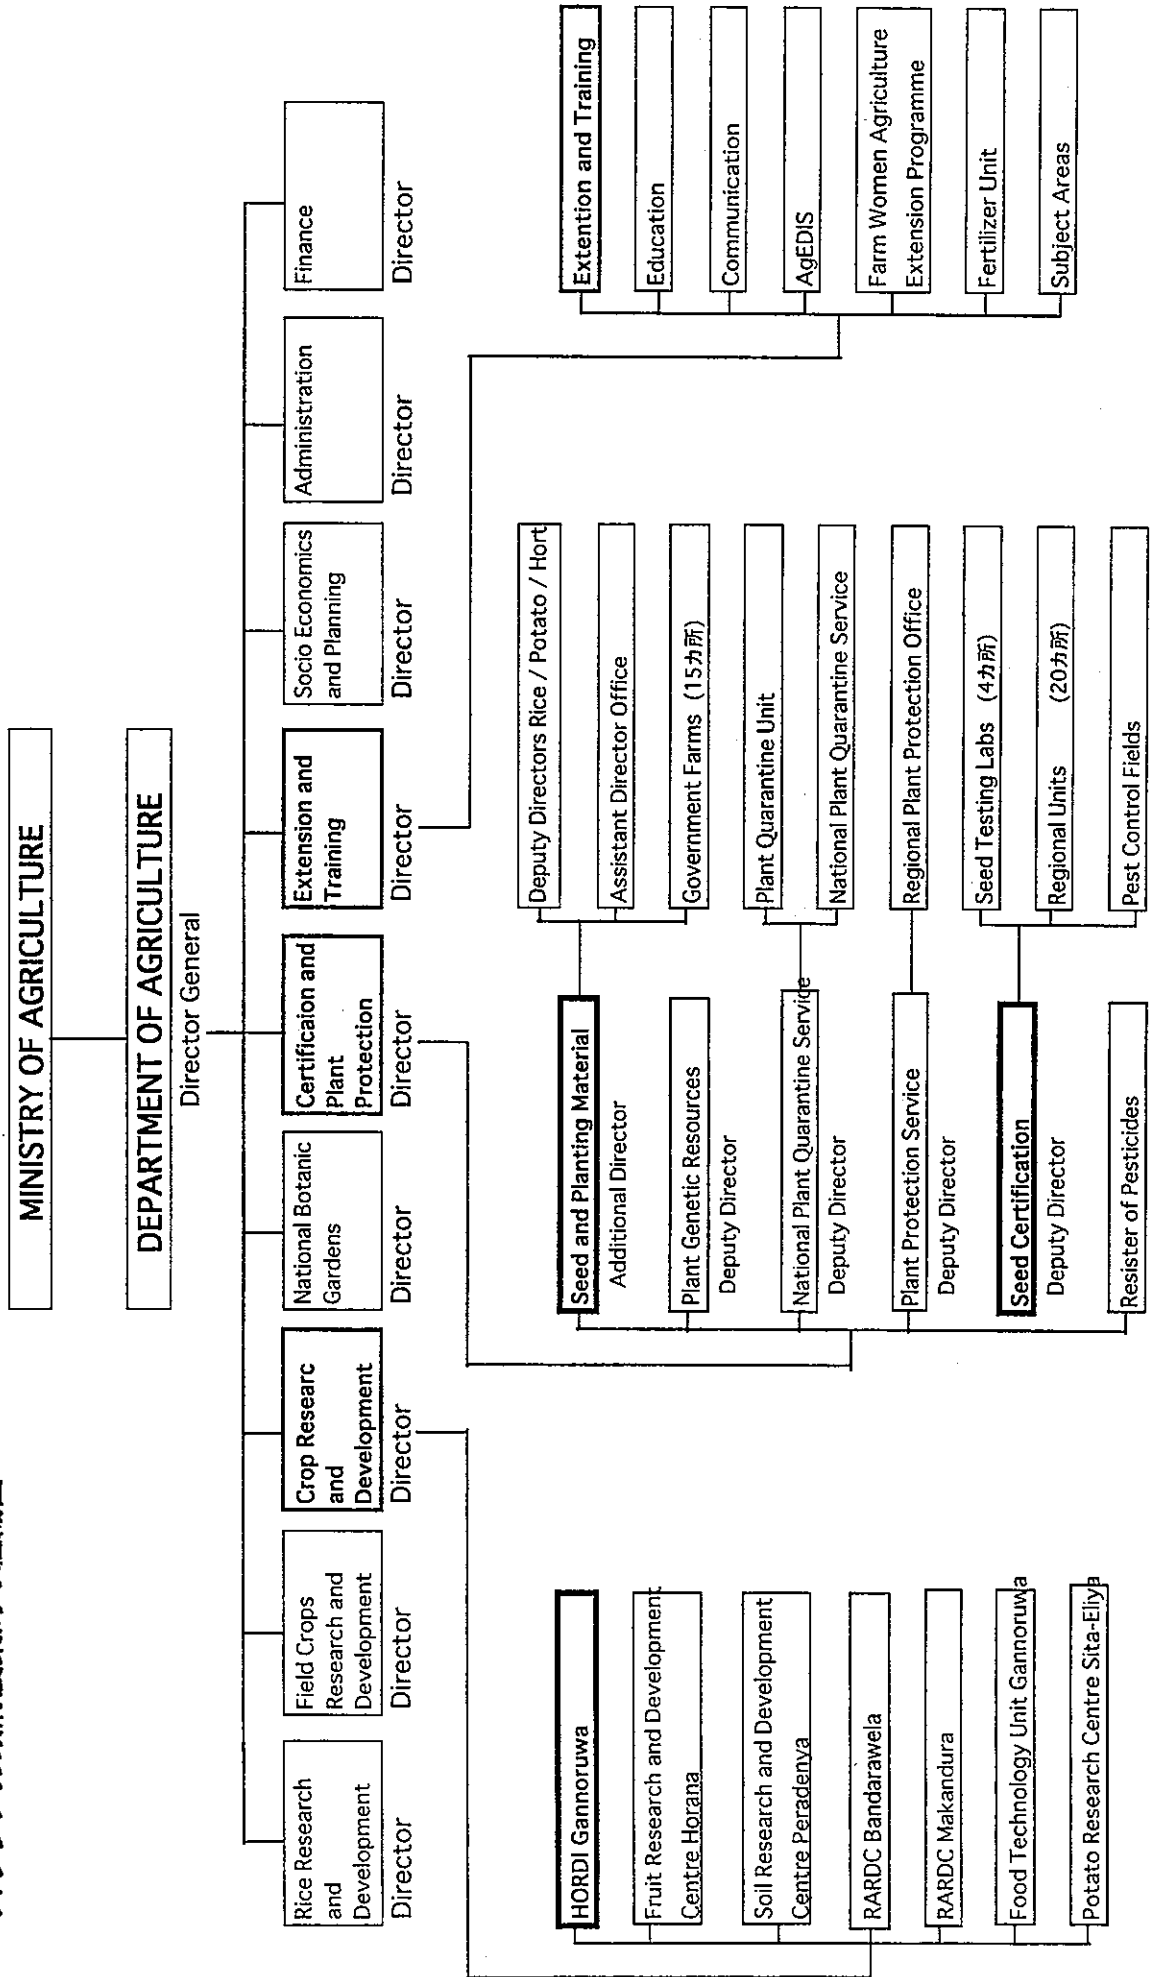 MINISTRY OF AGRICULTURE
DEPARTMENT OF AGRICULTURE
Director General
Rice Research
and
Development
Director
Field Crops
Research and
Development
Director
Crop Researc
and
Development
Director
National Botanic
Gardens
Director
Certificaion and
Plant
Protection
Director
Extension and
Training
Director
Socio Economics
and Planning
Director
Administration
Director
Finance
Director
HORDI Gannoruwa
Fruit Research and Development
Centre Horana
Soil Research and Development
Centre Peradenya
RARDC Bandarawela
RARDC Makandura
Food Technology Unit Gannoruwa
Potato Research Centre Sita-Eliya
Seed and Planting Material
Additional Director
Plant Genetic Resources
Deputy Director
National Plant Quarantine Service
Deputy Director
Plant Protection Service
Deputy Director
Seed Certification
Deputy Director
Resister of Pesticides
Deputy Directors Rice / Potato / Hort
Assistant Director Office
Government Farms (15カ所)
Plant Quarantine Unit
National Plant Quarantine Service
Regional Plant Protection Office
Seed Testing Labs (4カ所)
Regional Units (20カ所)
Pest Control Fields
Extention and Training
Education
Communication
AgEDIS
Farm Women Agriculture
Extension Programme
Fertilizer Unit
Subject Areas